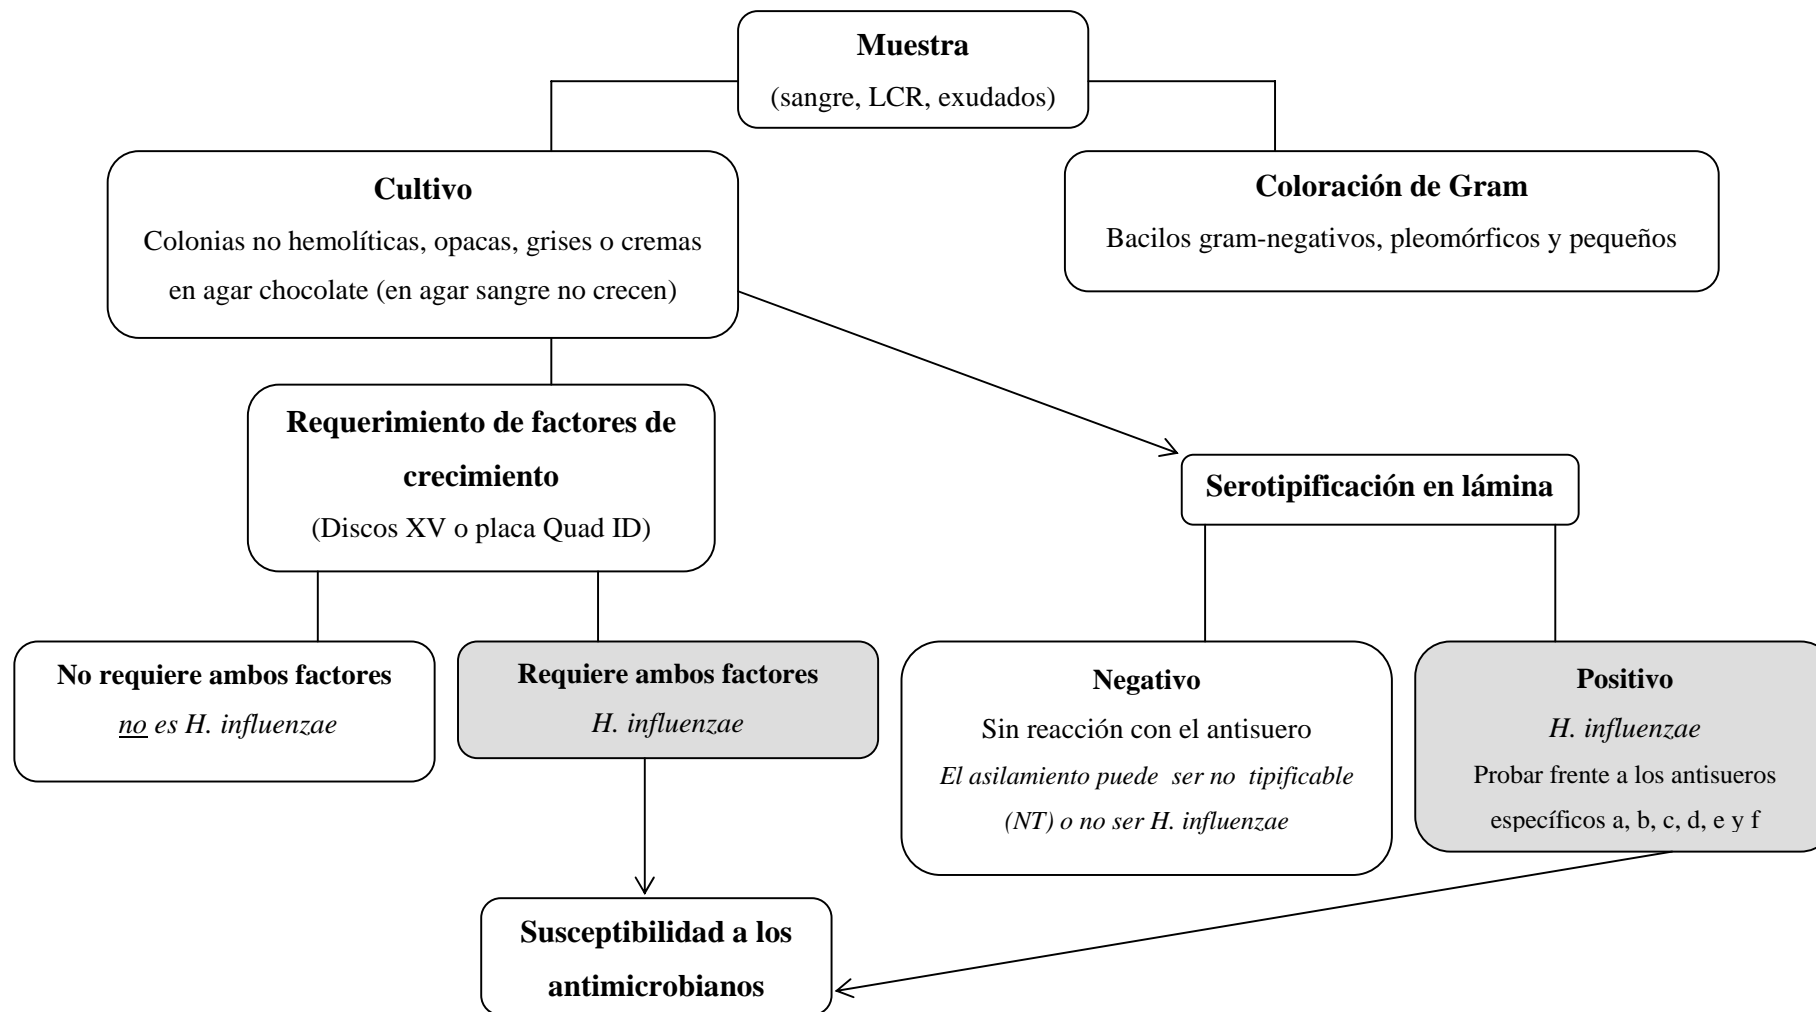 Muestra
(sangre, LCR, exudados)
Cultivo
Colonias no hemolíticas, opacas, grises o cremas
en agar chocolate (en agar sangre no crecen)
Coloración de Gram
Bacilos gram-negativos, pleomórficos y pequeños
Requerimiento de factores de
crecimiento
(Discos XV o placa Quad ID)
Serotipificación en lámina
No requiere ambos factores
no es H. influenzae
Requiere ambos factores
H. influenzae
Negativo
Sin reacción con el antisuero
El asilamiento puede ser no tipificable
(NT) o no ser H. influenzae
Positivo
H. influenzae
Probar frente a los antisueros
específicos a, b, c, d, e y f
Susceptibilidad a los
antimicrobianos